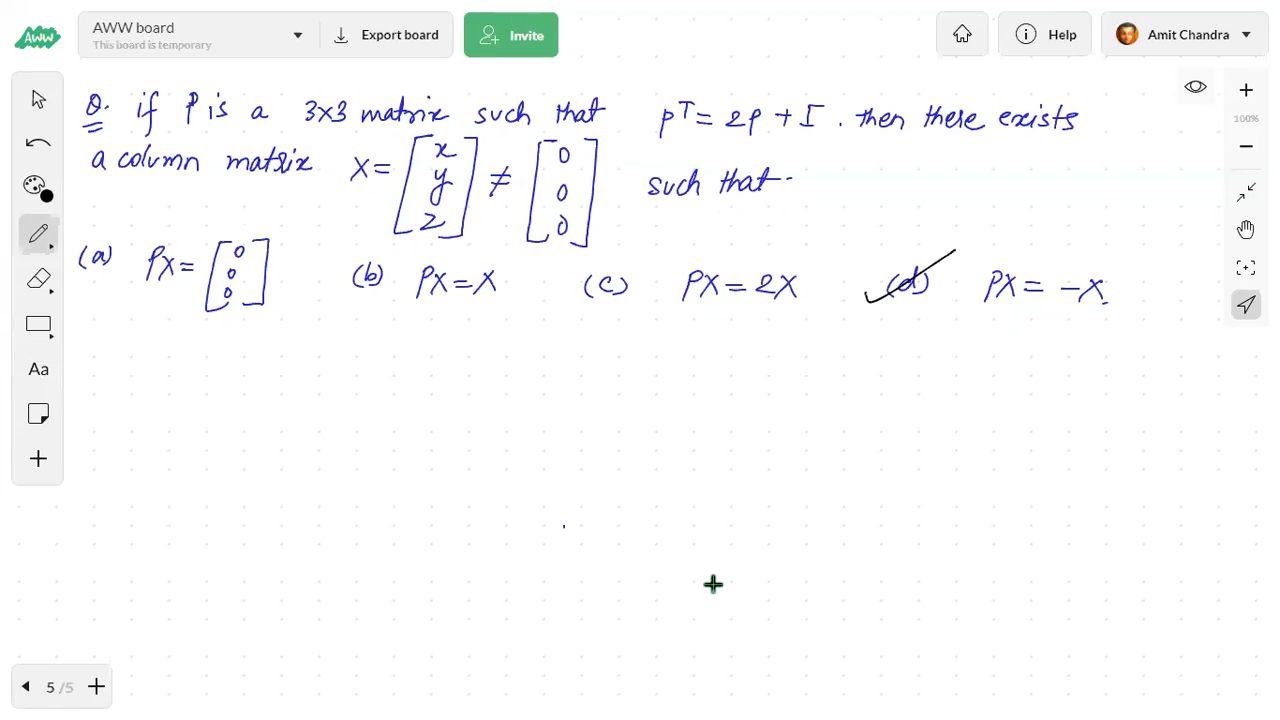 AWW board
This board is temporary
Export board
Invite
Help
Amit Chandra
Q. if P is a 3x3 matrix such that pT = 2p + I . then there exists
a column matrix X = [x y z] ≠ [0 0 0] such that -
(a) PX = [0 0 0] (b) PX = X (c) PX = 2X (d) PX = -X.
100%
Aa
5 /5